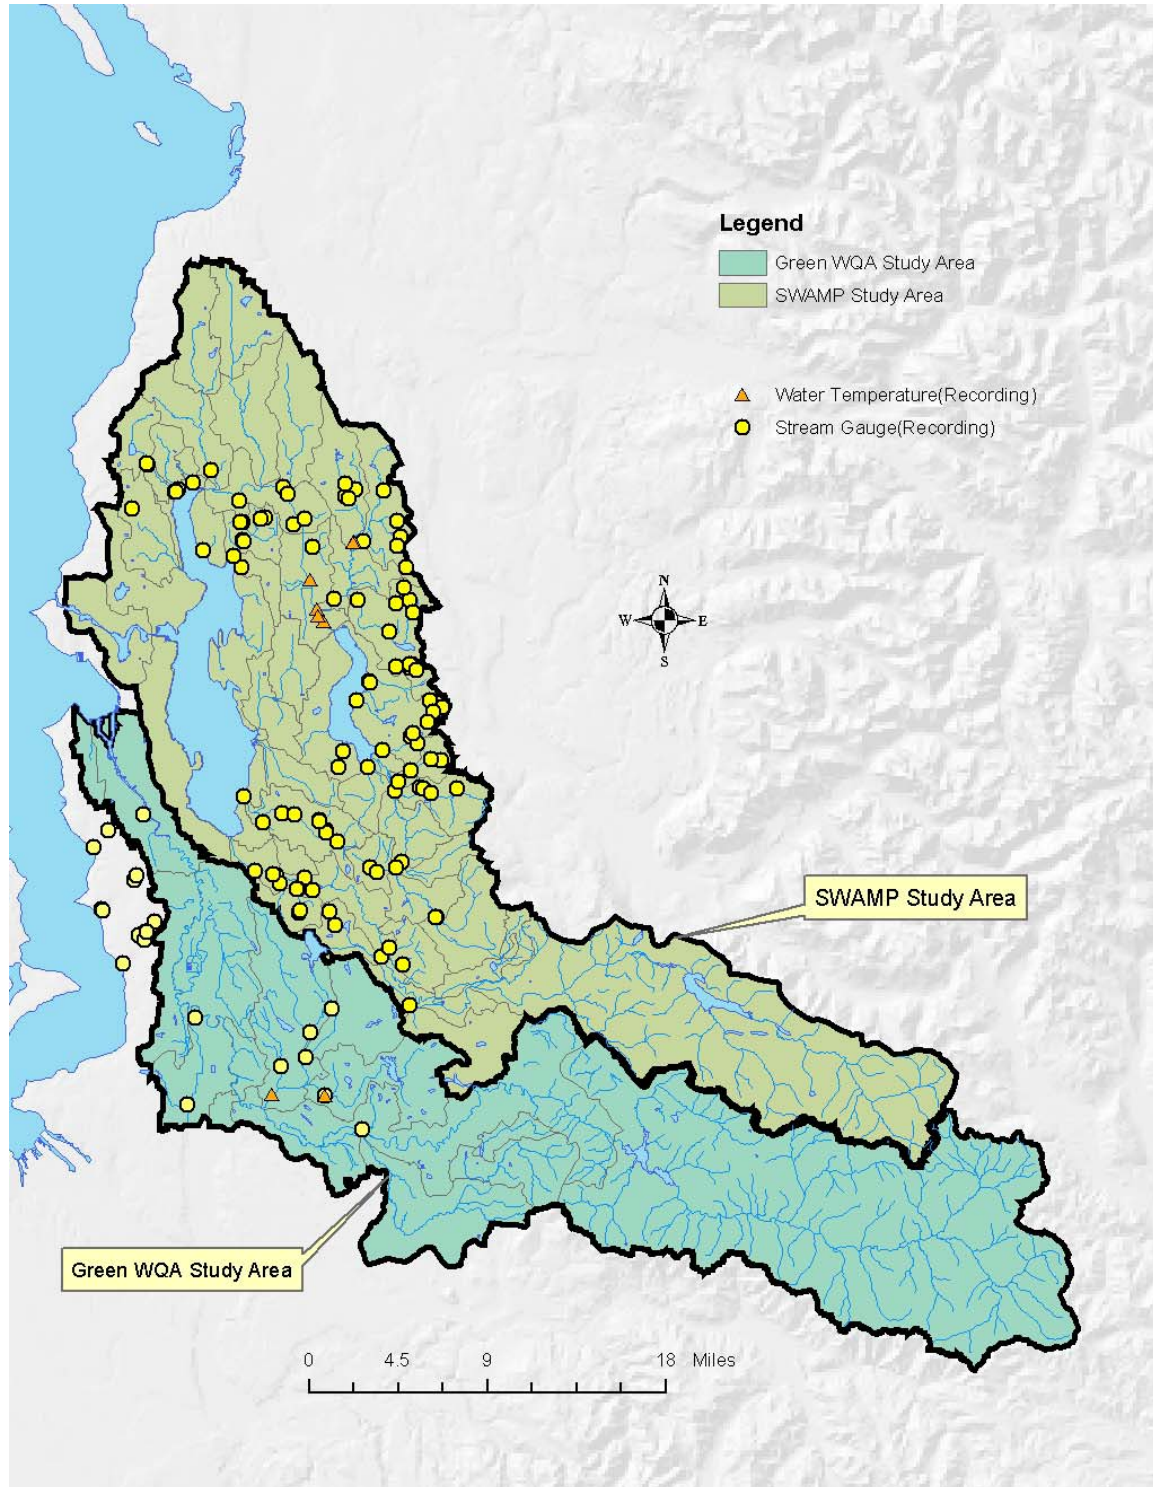 Legend
Green WQA Study Area
SWAMP Study Area
Water Temperature(Recording)
Stream Gauge(Recording)
N
W E
S
SWAMP Study Area
Green WQA Study Area
0 4.5 9 18 Miles